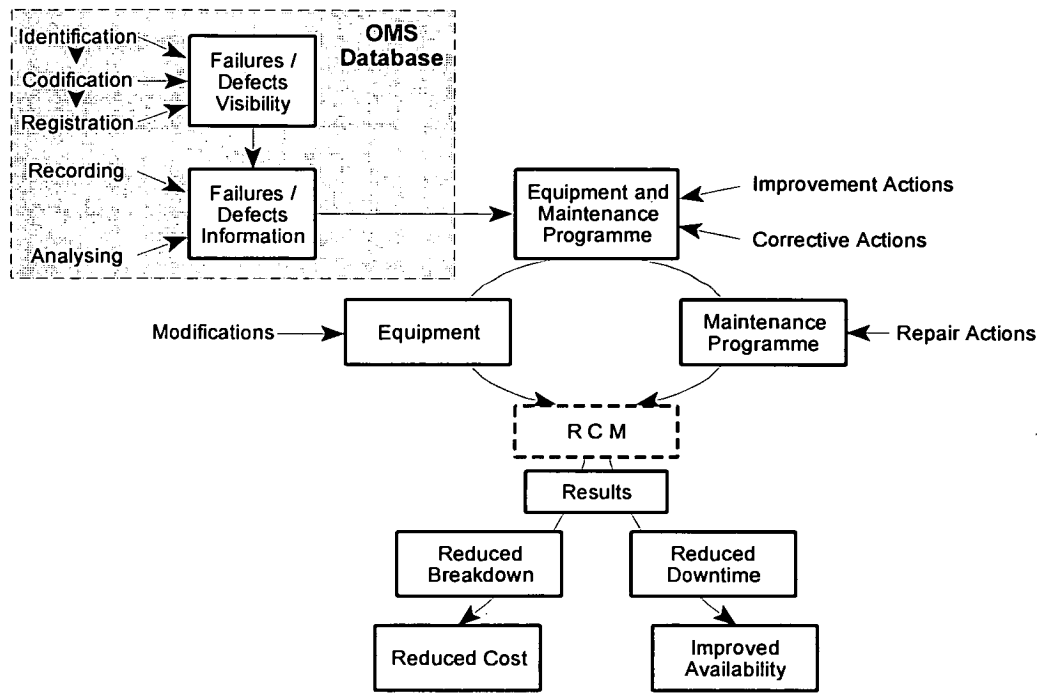 Identification
Codification
Registration
Failures /
Defects
Visibility
OMS
Database
Recording
Analysing
Failures /
Defects
Information
Equipment and
Maintenance
Programme
Improvement Actions
Corrective Actions
Modifications
Equipment
Maintenance
Programme
Repair Actions
R C M
Results
Reduced
Breakdown
Reduced
Downtime
Reduced Cost
Improved
Availability